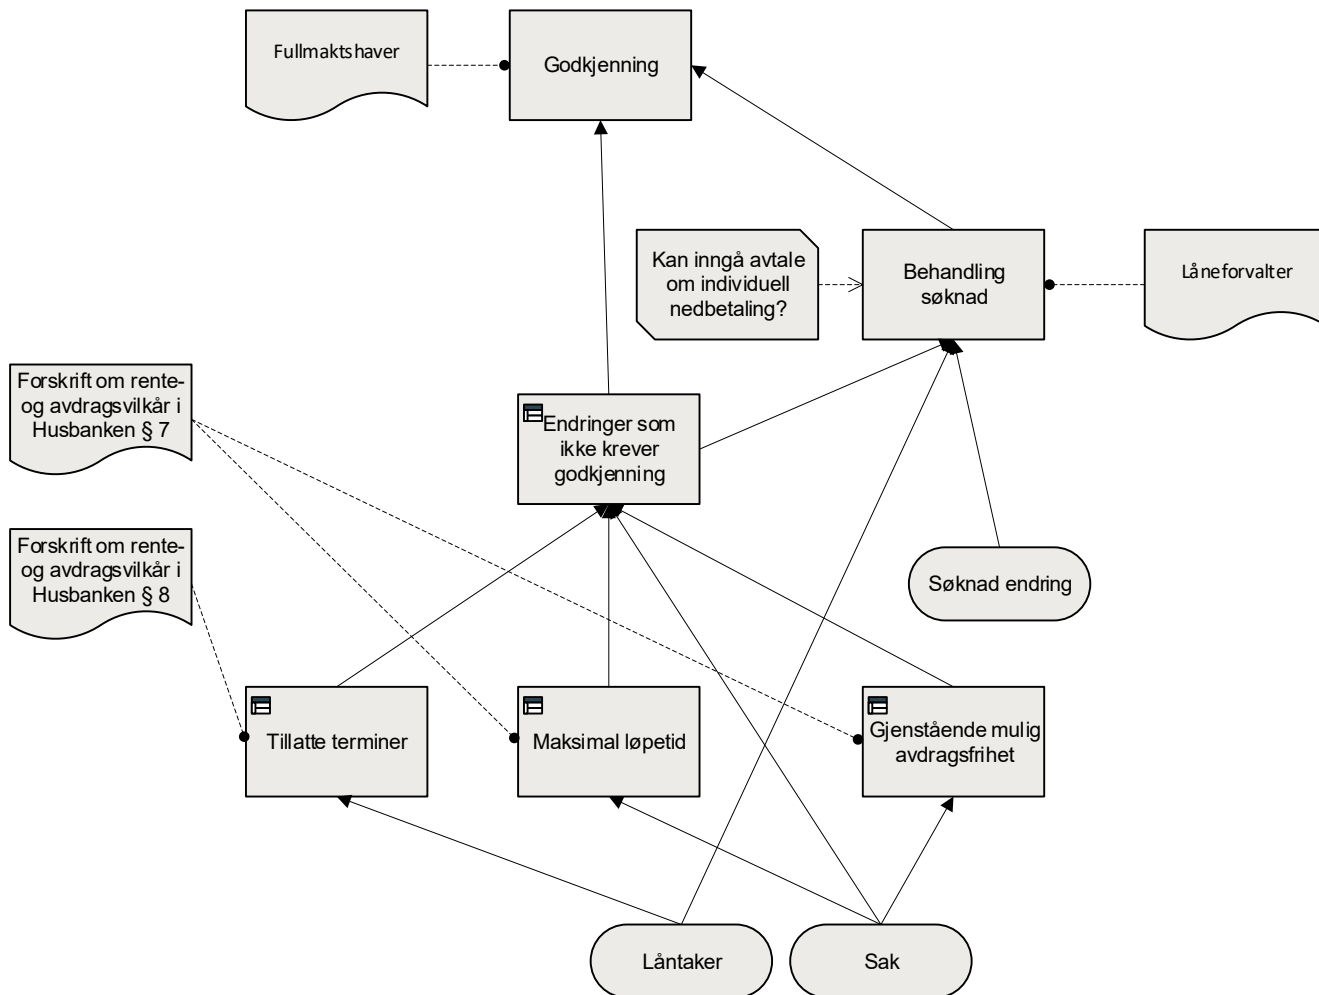 Fullmaktshaver
Godkjenning
Kan inngå avtale
om individuell
nedbetaling?
Behandling
søknad
Låneforvalter
Forskrift om rente-
og avdragsvilkår i
Husbanken § 7
Endringer som
ikke krever
godkjenning
Forskrift om rente-
og avdragsvilkår i
Husbanken § 8
Søknad endring
Tillatte terminer
Maksimal løpetid
Gjenstående mulig
avdragsfrihet
Låntaker
Sak